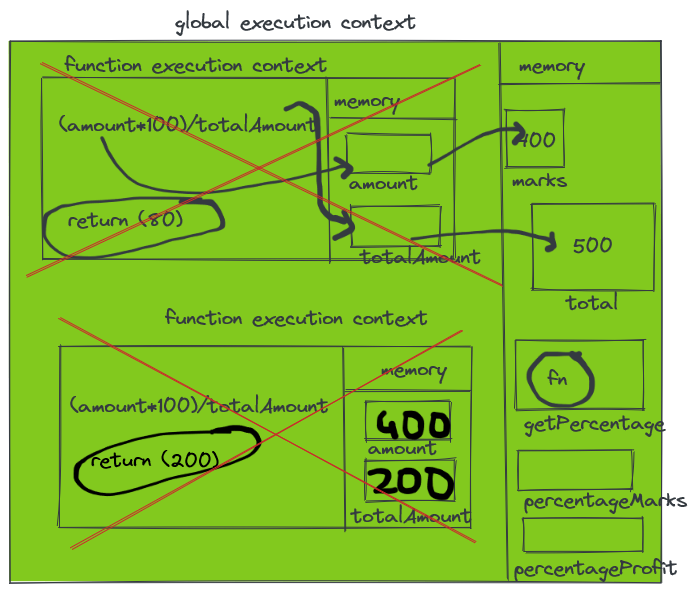 global execution context
function execution context
memory
(amount*100)/totalAmount
return (80)
amount
totalAmount
function execution context
memory
(amount*100)/totalAmount
return (200)
400
amount
200
totalAmount
memory
400
marks
500
total
fn
getPercentage
percentageMarks
percentageProfit